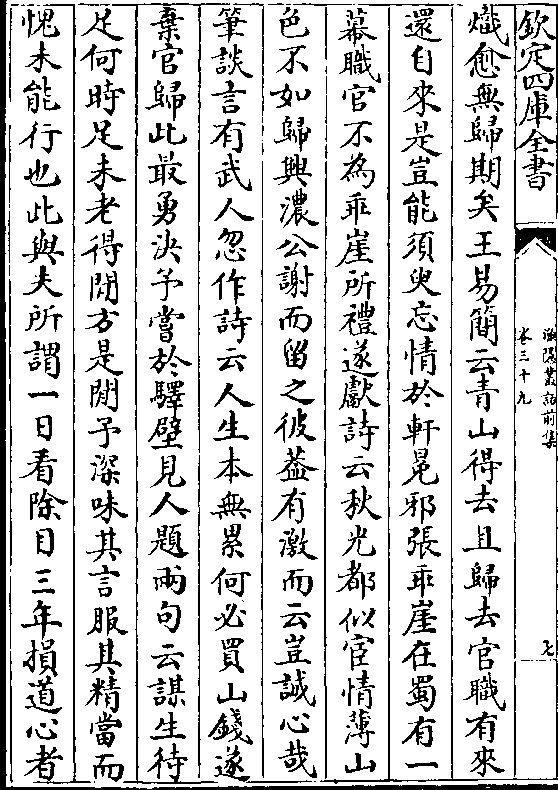 欽定四庫全書
漁隱叢話前集
卷三十九
七
熾愈無歸期矣王易簡云青山得去且歸去官職有來
還自來是豈能須臾忘情於軒冕邪張乖崖在蜀有一
幕職官不為乖崖所禮遂獻詩云秋光都似宦情薄山
色不如歸興濃公謝而留之彼葢有激而云豈誠心哉
筆談言有武人忽作詩云人生本無累何必買山錢遂
棄官歸此最勇決予嘗於驛壁見人題兩句云謀生待
足何時足未老得閒方是閒予深味其言服其精當而
愧未能行也此與夫所謂一日看除目三年損道心者